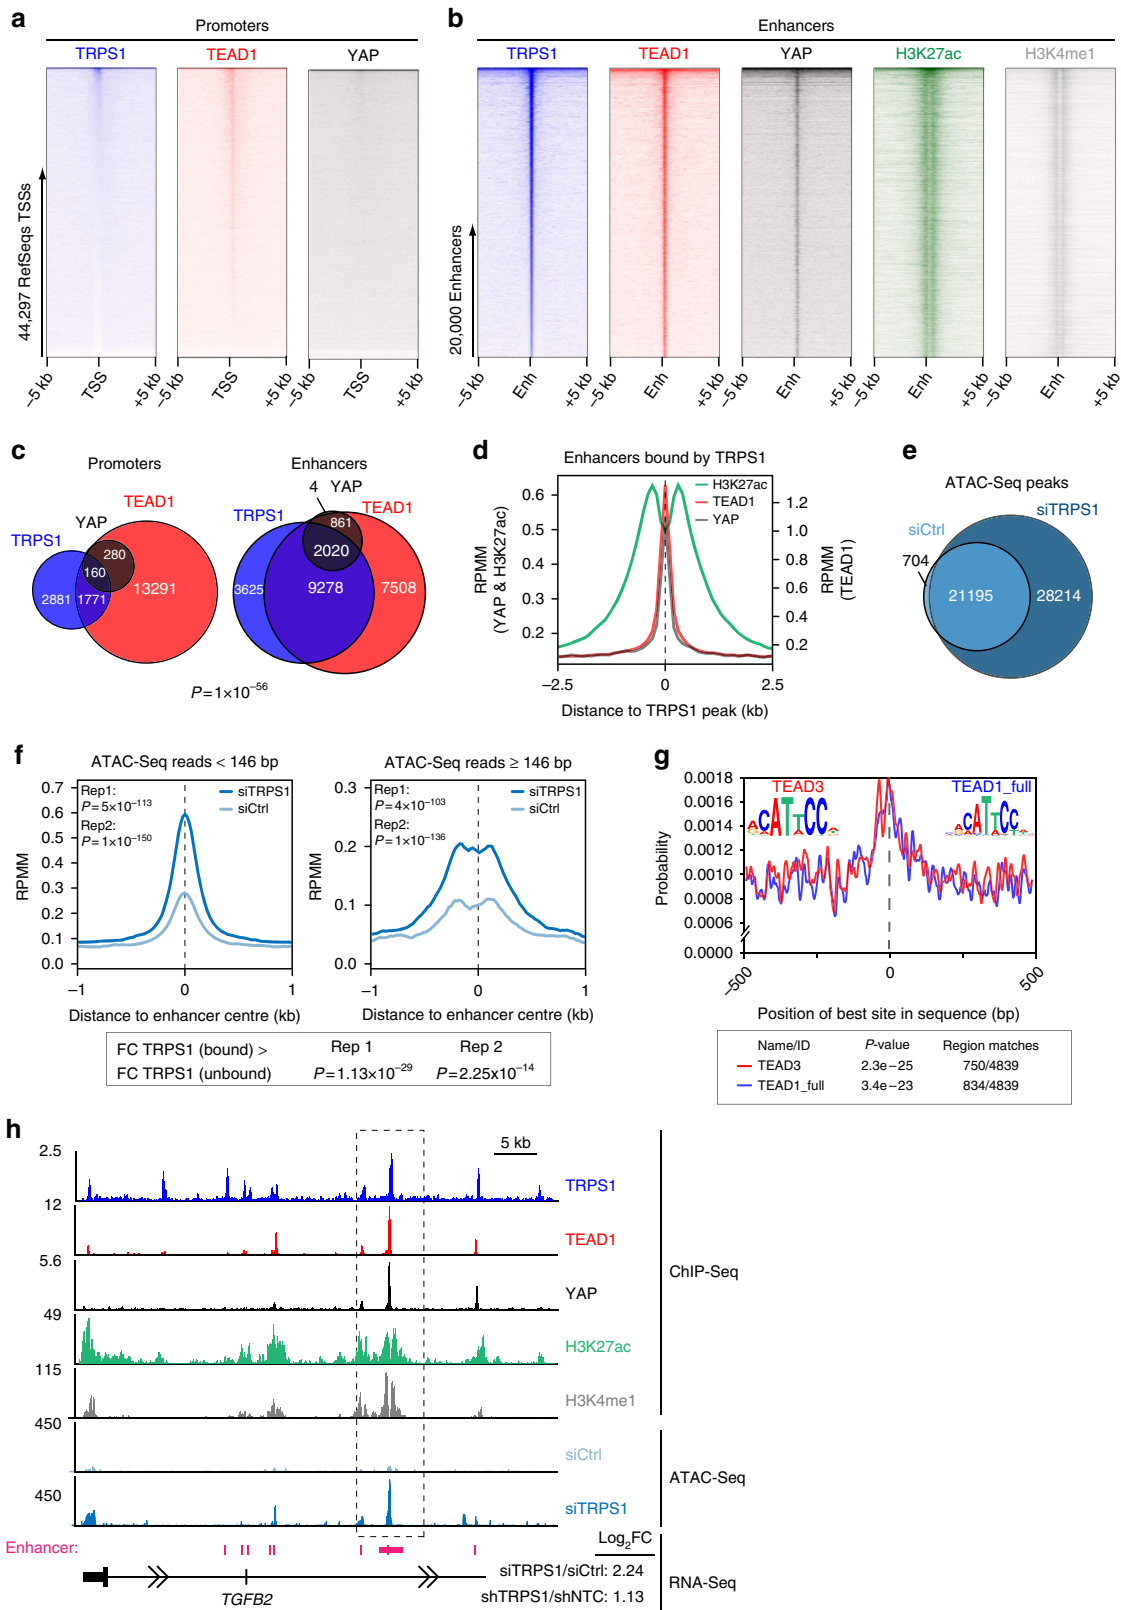 a
Promoters
TRPS1 TEAD1 YAP
44,297 RefSeqs TSSs
−5 kb TSS +5 kb −5 kb TSS +5 kb −5 kb TSS +5 kb
b
Enhancers
TRPS1 TEAD1 YAP H3K27ac H3K4me1
20,000 Enhancers
−5 kb Enh +5 kb −5 kb Enh +5 kb −5 kb Enh +5 kb −5 kb Enh +5 kb −5 kb Enh +5 kb
c
Promoters
TEAD1
YAP
TRPS1
280
160
2881 1771 13291
Enhancers
4 YAP
TRPS1 TEAD1
861
2020
3625 9278 7508
P=1×10−56
d
Enhancers bound by TRPS1
H3K27ac
TEAD1
YAP
0.6
0.5
0.4
0.3
0.2
RPMM
(YAP & H3K27ac)
1.2
1.0
0.8
0.6
0.4
0.2
RPMM
(TEAD1)
−2.5 0 2.5
Distance to TRPS1 peak (kb)
e
ATAC-Seq peaks
siTRPS1
siCtrl
704
21195 28214
f
ATAC-Seq reads < 146 bp
0.7
0.6
0.5
0.4
0.3
0.2
0.1
0.0
RPMM
Rep1:
P=5×10−113
Rep2:
P=1×10−150
siTRPS1
siCtrl
−1 0 1
Distance to enhancer centre (kb)
ATAC-Seq reads ≥ 146 bp
0.3
0.2
0.1
0.0
RPMM
Rep1:
P=4×10−103
Rep2:
P=1×10−136
siTRPS1
siCtrl
−1 0 1
Distance to enhancer centre (kb)
FC TRPS1 (bound) > Rep 1 Rep 2
FC TRPS1 (unbound) P=1.13×10−29 P=2.25x10−14
g
0.0018
0.0016
0.0014
0.0012
0.0010
0.0008
0.0006
0.0000
Probability
TEAD3 TEAD1_full
ACATTCCA CATTCCT
−500 0 500
Position of best site in sequence (bp)
Name/ID P-value Region matches
TEAD3 2.3e−25 750/4839
TEAD1_full 3.4e−23 834/4839
h
5 kb
2.5
TRPS1
12
TEAD1
5.6
YAP
49
H3K27ac
115
H3K4me1
ChIP-Seq
450
siCtrl
450
siTRPS1
ATAC-Seq
Enhancer:
TGFB2
Log2FC
siTRPS1/siCtrl: 2.24
shTRPS1/shNTC: 1.13
RNA-Seq